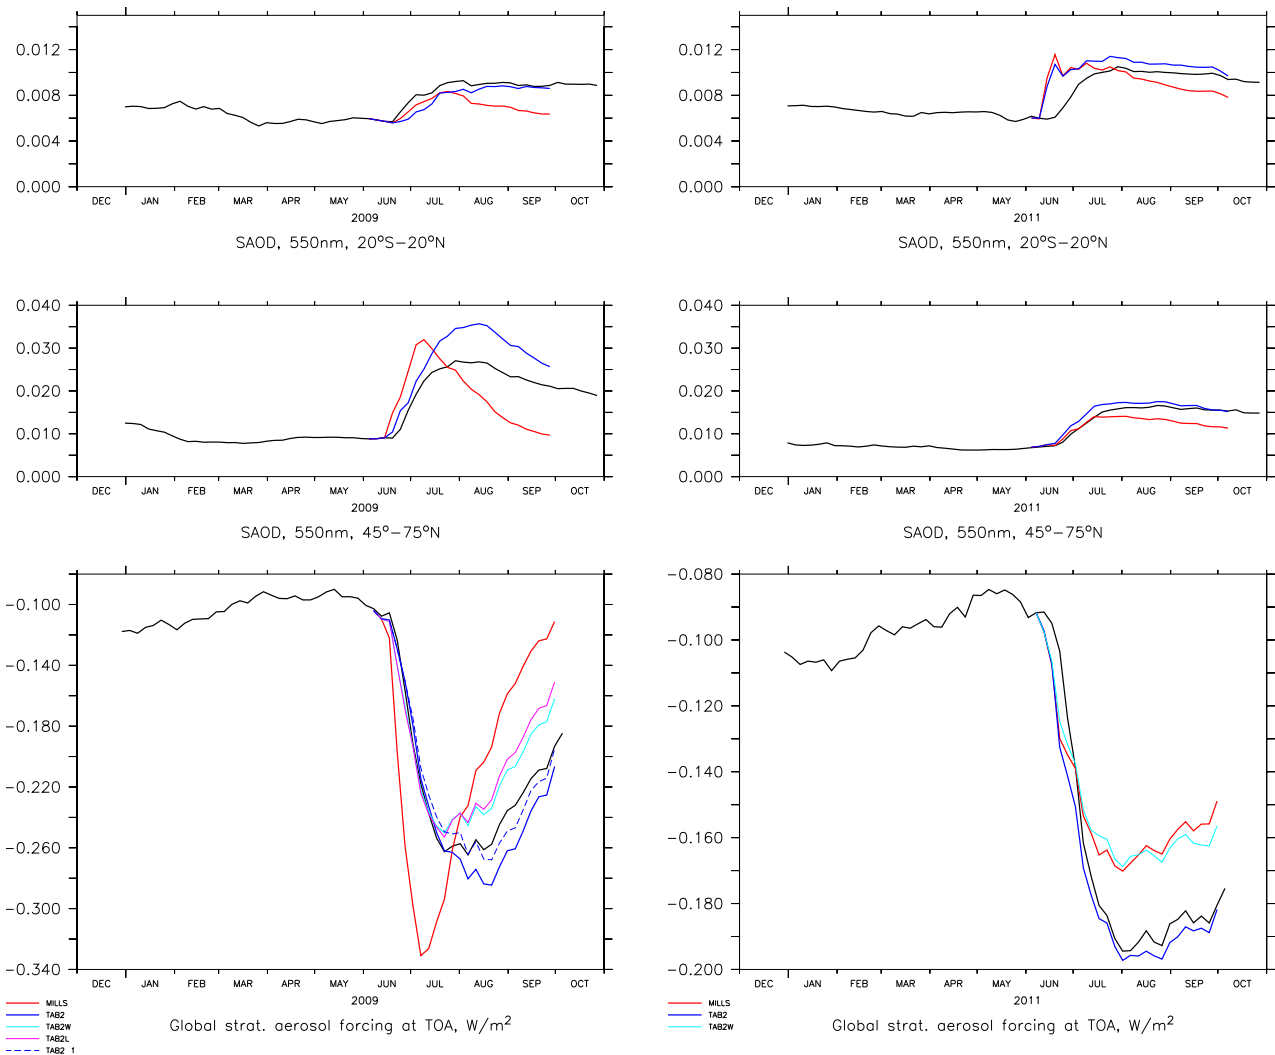 0.012
0.008
0.004
0.000
DEC JAN FEB MAR APR MAY JUN JUL AUG SEP OCT
2009
SAOD, 550nm, 20°S−20°N
0.012
0.008
0.004
0.000
DEC JAN FEB MAR APR MAY JUN JUL AUG SEP OCT
2011
SAOD, 550nm, 20°S−20°N
0.040
0.030
0.020
0.010
0.000
DEC JAN FEB MAR APR MAY JUN JUL AUG SEP OCT
2009
SAOD, 550nm, 45°−75°N
0.040
0.030
0.020
0.010
0.000
DEC JAN FEB MAR APR MAY JUN JUL AUG SEP OCT
2011
SAOD, 550nm, 45°−75°N
−0.100
−0.140
−0.180
−0.220
−0.260
−0.300
−0.340
DEC JAN FEB MAR APR MAY JUN JUL AUG SEP OCT
2009
MILLS
TAB2
TAB2W
TAB2L
TAB2 1
Global strat. aerosol forcing at TOA, W/m²
−0.080
−0.100
−0.120
−0.140
−0.160
−0.180
−0.200
DEC JAN FEB MAR APR MAY JUN JUL AUG SEP OCT
2011
MILLS
TAB2
TAB2W
Global strat. aerosol forcing at TOA, W/m²